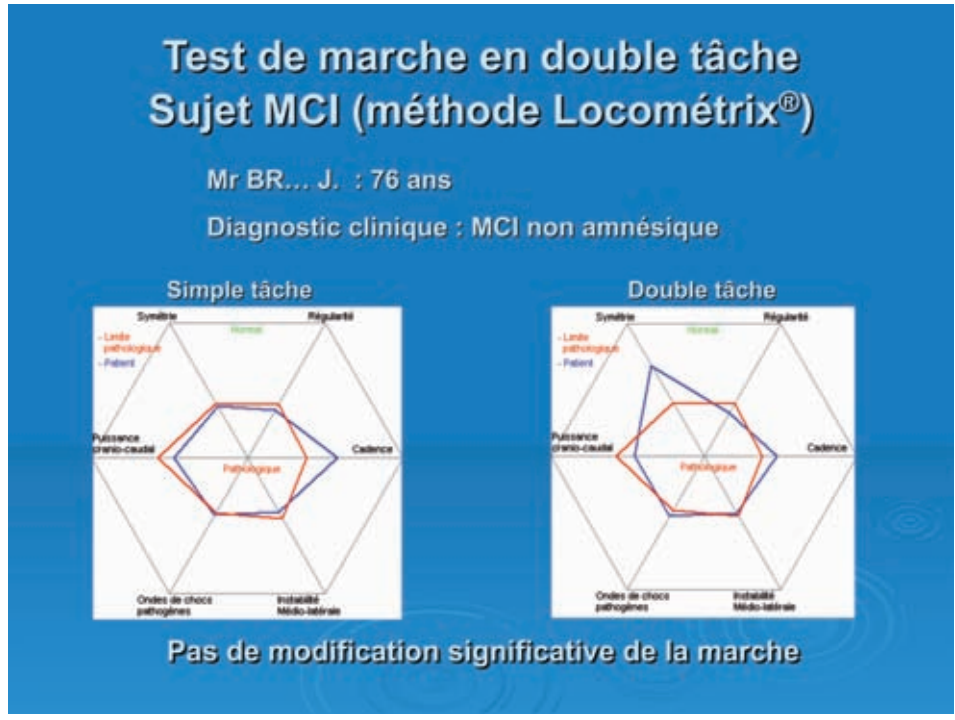 Test de marche en double tâche
Sujet MCI (méthode Locométrix®)
Mr BR... J. : 76 ans
Diagnostic clinique : MCI non amnésique
Simple tâche
Symétrie
Régularité
Normal
- Limite
pathologique
- Patient
Puissance
cranio-caudal
Cadence
Pathologique
Ondes de chocs
pathogènes
Instabilité
Médio-latérale
Double tâche
Symétrie
Régularité
Normal
- Limite
pathologique
- Patient
Puissance
cranio-caudal
Cadence
Pathologique
Ondes de chocs
pathogènes
Instabilité
Médio-latérale
Pas de modification significative de la marche